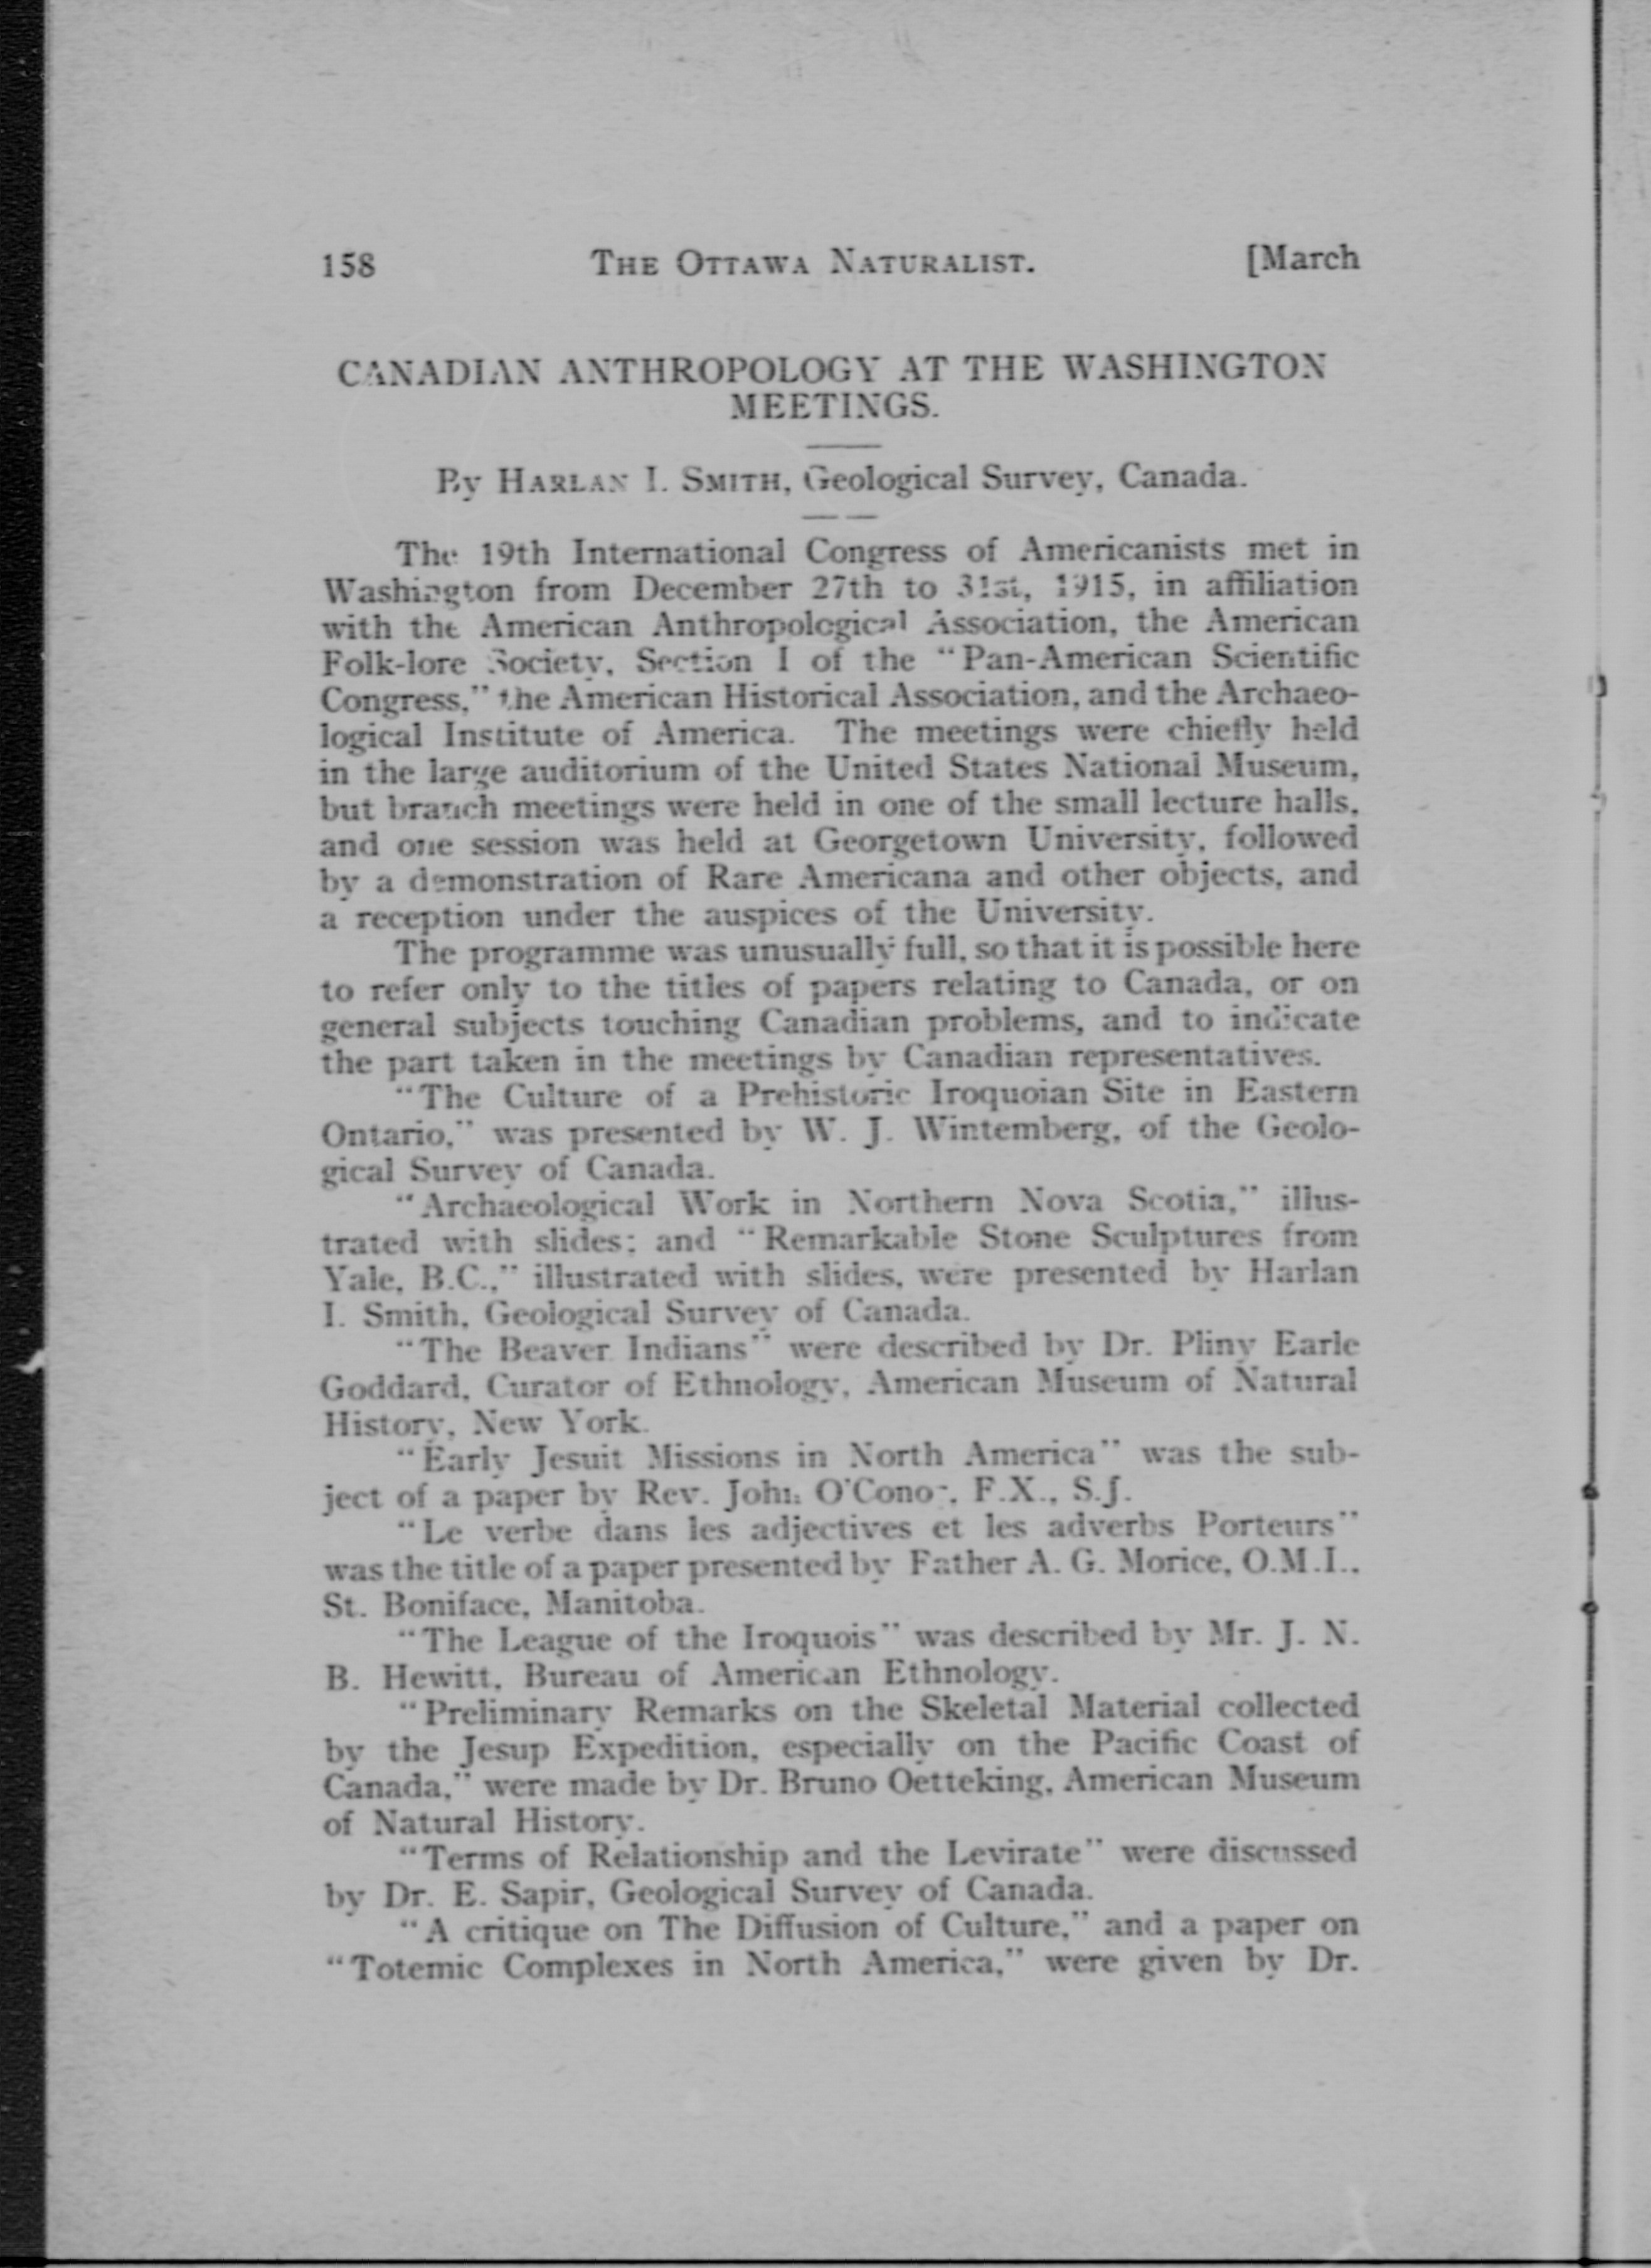 158 THE OTTAWA NATURALIST. [March
CANADIAN ANTHROPOLOGY AT THE WASHINGTON
MEETINGS.
By HARLAN I. SMITH, Geological Survey, Canada.
The 19th International Congress of Americanists met in
Washington from December 27th to 31st, 1915, in affiliation
with the American Anthropological Association, the American
Folk-lore Society, Section I of the "Pan-American Scientific
Congress," the American Historical Association, and the Archaeo-
logical Institute of America. The meetings were chiefly held
in the large auditorium of the United States National Museum,
but branch meetings were held in one of the small lecture halls,
and one session was held at Georgetown University, followed
by a demonstration of Rare Americana and other objects, and
a reception under the auspices of the University.
The programme was unusually full, so that it is possible here
to refer only to the titles of papers relating to Canada, or on
general subjects touching Canadian problems, and to indicate
the part taken in the meetings by Canadian representatives.
"The Culture of a Prehistoric Iroquoian Site in Eastern
Ontario," was presented by W. J. Wintemberg, of the Geolo-
gical Survey of Canada.
"Archaeological Work in Northern Nova Scotia," illus-
trated with slides; and "Remarkable Stone Sculptures from
Yale, B.C.," illustrated with slides, were presented by Harlan
I. Smith, Geological Survey of Canada.
"The Beaver Indians" were described by Dr. Pliny Earle
Goddard, Curator of Ethnology, American Museum of Natural
History, New York.
"Early Jesuit Missions in North America" was the sub-
ject of a paper by Rev. John O'Conor, F.X., S.J.
"Le verbe dans les adjectives et les adverbs Porteurs"
was the title of a paper presented by Father A. G. Morice, O.M.I.,
St. Boniface, Manitoba.
"The League of the Iroquois" was described by Mr. J. N.
B. Hewitt, Bureau of American Ethnology.
"Preliminary Remarks on the Skeletal Material collected
by the Jesup Expedition, especially on the Pacific Coast of
Canada," were made by Dr. Bruno Oetteking, American Museum
of Natural History.
"Terms of Relationship and the Levirate" were discussed
by Dr. E. Sapir, Geological Survey of Canada.
"A critique on The Diffusion of Culture," and a paper on
"Totemic Complexes in North America," were given by Dr.